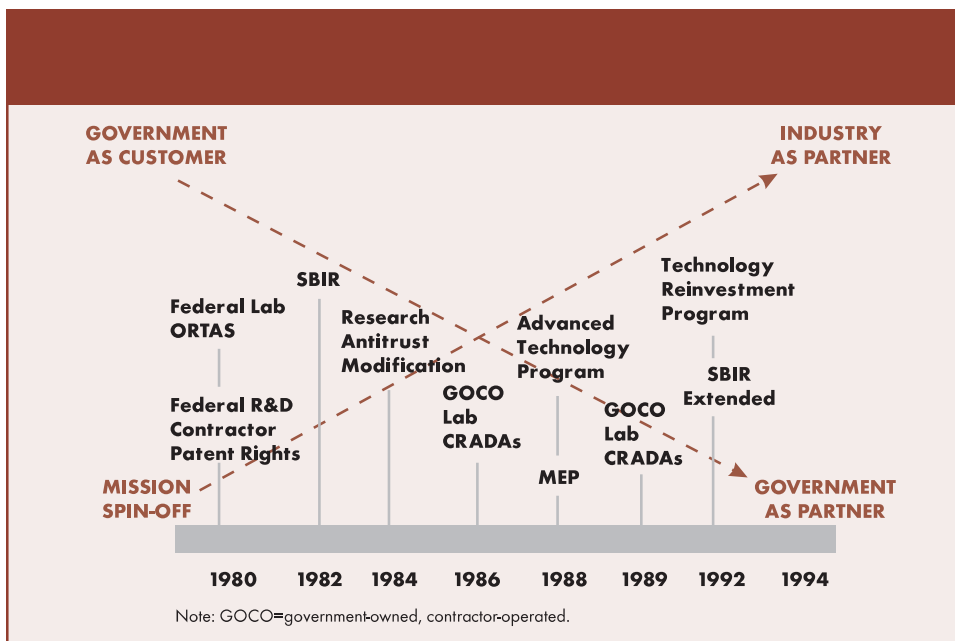 GOVERNMENT
AS CUSTOMER
INDUSTRY
AS PARTNER
SBIR
Federal Lab
ORTAS
Research
Antitrust
Modification
Advanced
Technology
Program
Technology
Reinvestment
Program
Federal R&D
Contractor
Patent Rights
GOCO
Lab
CRADAs
MEP
GOCO
Lab
CRADAs
SBIR
Extended
MISSION
SPIN-OFF
GOVERNMENT
AS PARTNER
1980 1982 1984 1986 1988 1989 1992 1994
Note: GOCO=government-owned, contractor-operated.